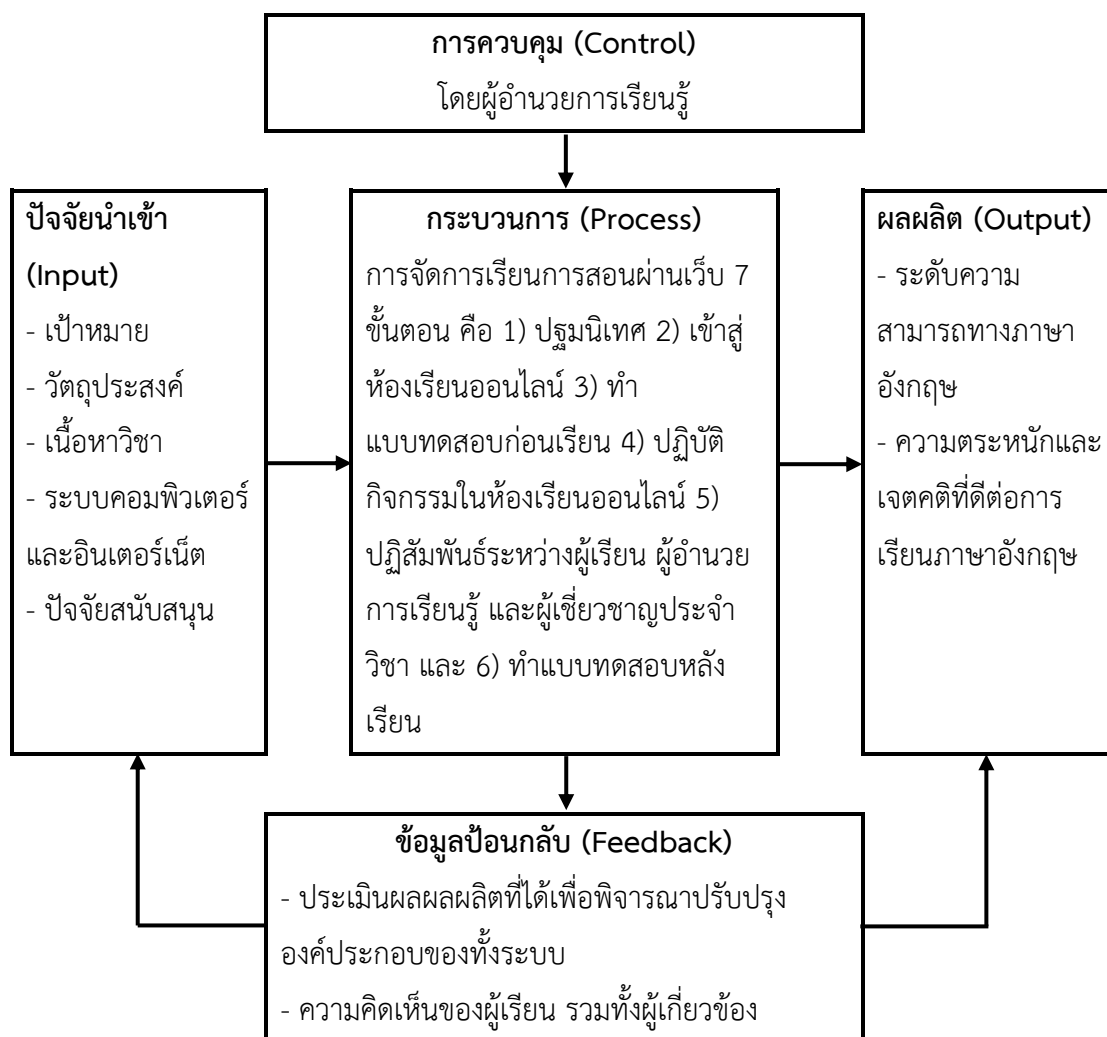 การควบคุม (Control)
โดยผู้อำนวยการเรียนรู้
ปัจจัยนำเข้า
(Input)
- เป้าหมาย
- วัตถุประสงค์
- เนื้อหาวิชา
- ระบบคอมพิวเตอร์
และอินเตอร์เน็ต
- ปัจจัยสนับสนุน
กระบวนการ (Process)
การจัดการเรียนการสอนผ่านเว็บ 7
ขั้นตอน คือ 1) ปฐมนิเทศ 2) เข้าสู่
ห้องเรียนออนไลน์ 3) ทำ
แบบทดสอบก่อนเรียน 4) ปฏิบัติ
กิจกรรมในห้องเรียนออนไลน์ 5)
ปฏิสัมพันธ์ระหว่างผู้เรียน ผู้อำนวย
การเรียนรู้ และผู้เชี่ยวชาญประจำ
วิชา และ 6) ทำแบบทดสอบหลัง
เรียน
ผลผลิต (Output)
- ระดับความ
สามารถทางภาษา
อังกฤษ
- ความตระหนักและ
เจตคติที่ดีต่อการ
เรียนภาษาอังกฤษ
ข้อมูลป้อนกลับ (Feedback)
- ประเมินผลผลผลิตที่ได้เพื่อพิจารณาปรับปรุง
องค์ประกอบของทั้งระบบ
- ความคิดเห็นของผู้เรียน รวมทั้งผู้เกี่ยวข้อง